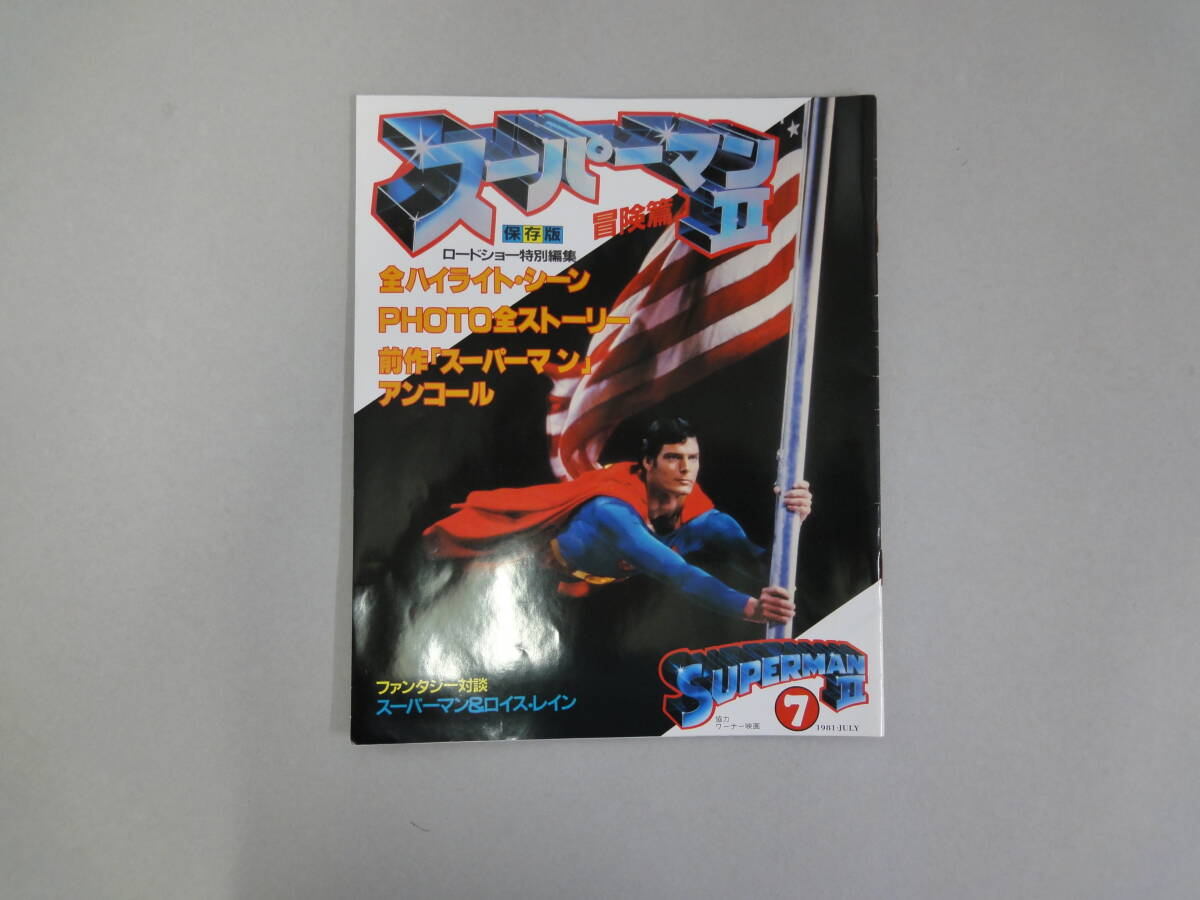 スーパーマン
II
冒険篇
保存版
ロードショー特別編集
全ハイライト・シーン
PHOTO全ストーリー
前作「スーパーマン」
アンコール
ファンタジー対談
スーパーマン&ロイス・レイン
SUPERMAN
II
協力
ワーナー映画
7
1981・JULY